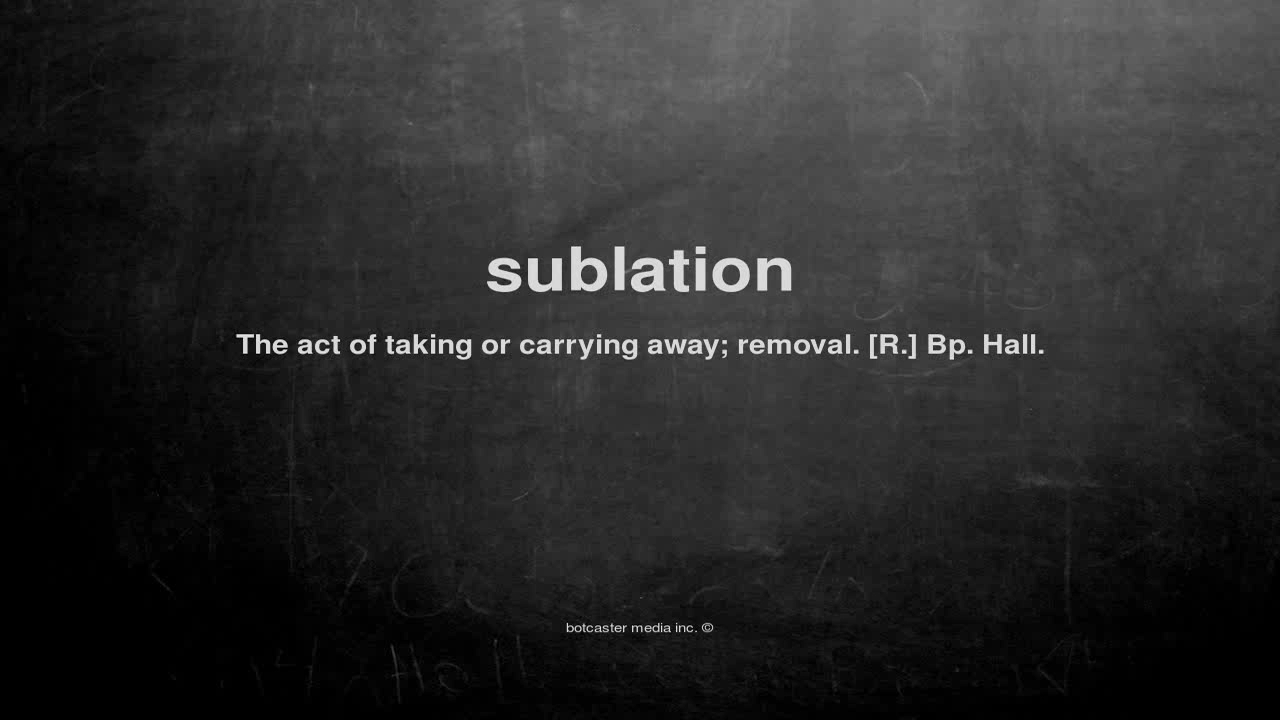 sublation
The act of taking or carrying away; removal. [R.] Bp. Hall.
botcaster media inc. ©